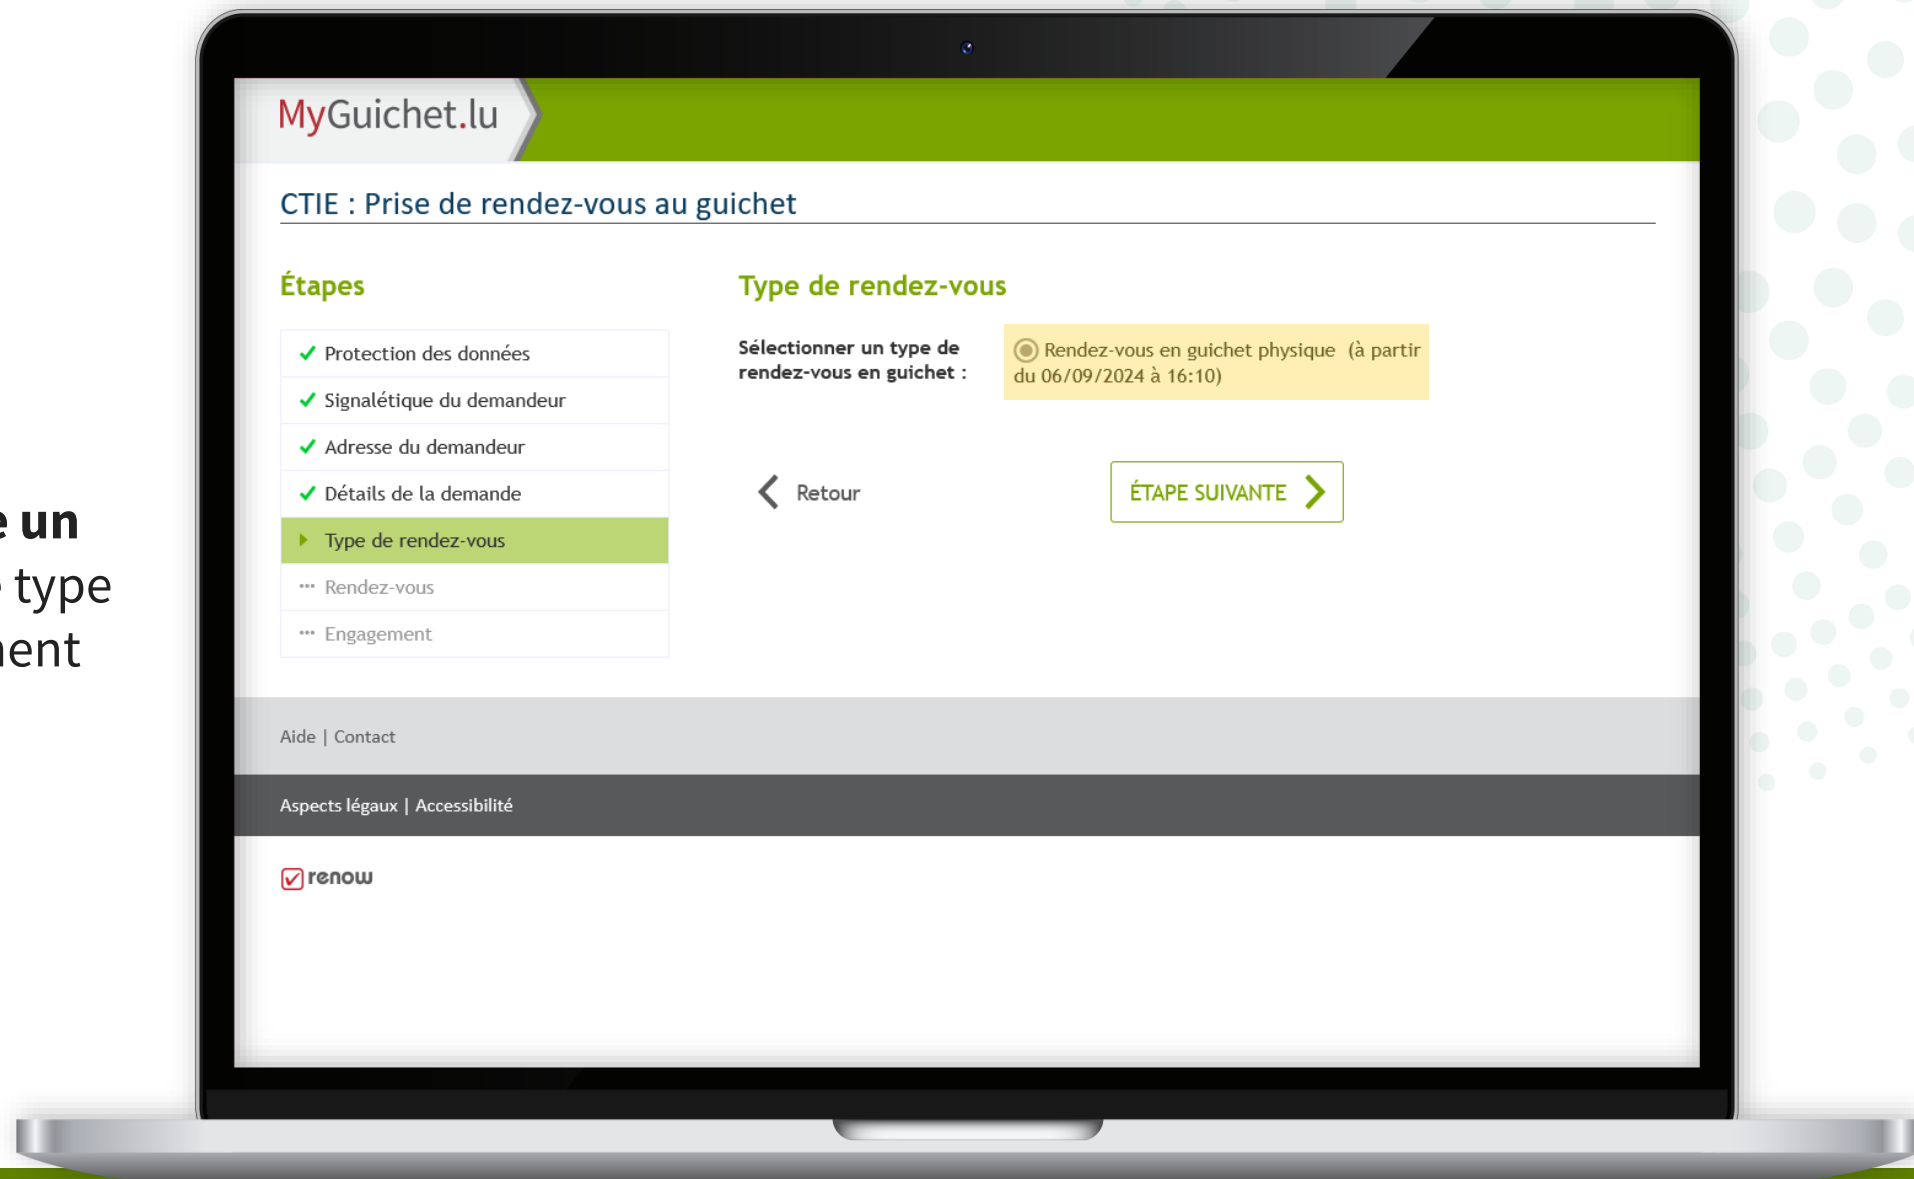 un
type
MyGuichet.lu
CTIE : Prise de rendez-vous au guichet
Étapes
Protection des données
Signalétique du demandeur
Adresse du demandeur
Détails de la demande
Type de rendez-vous
Rendez-vous
Engagement
Type de rendez-vous
Sélectionner un type de
rendez-vous en guichet :
Rendez-vous en guichet physique (à partir
du 06/09/2024 à 16:10)
Retour
ÉTAPE SUIVANTE
Aide | Contact
Aspects légaux | Accessibilité
renow